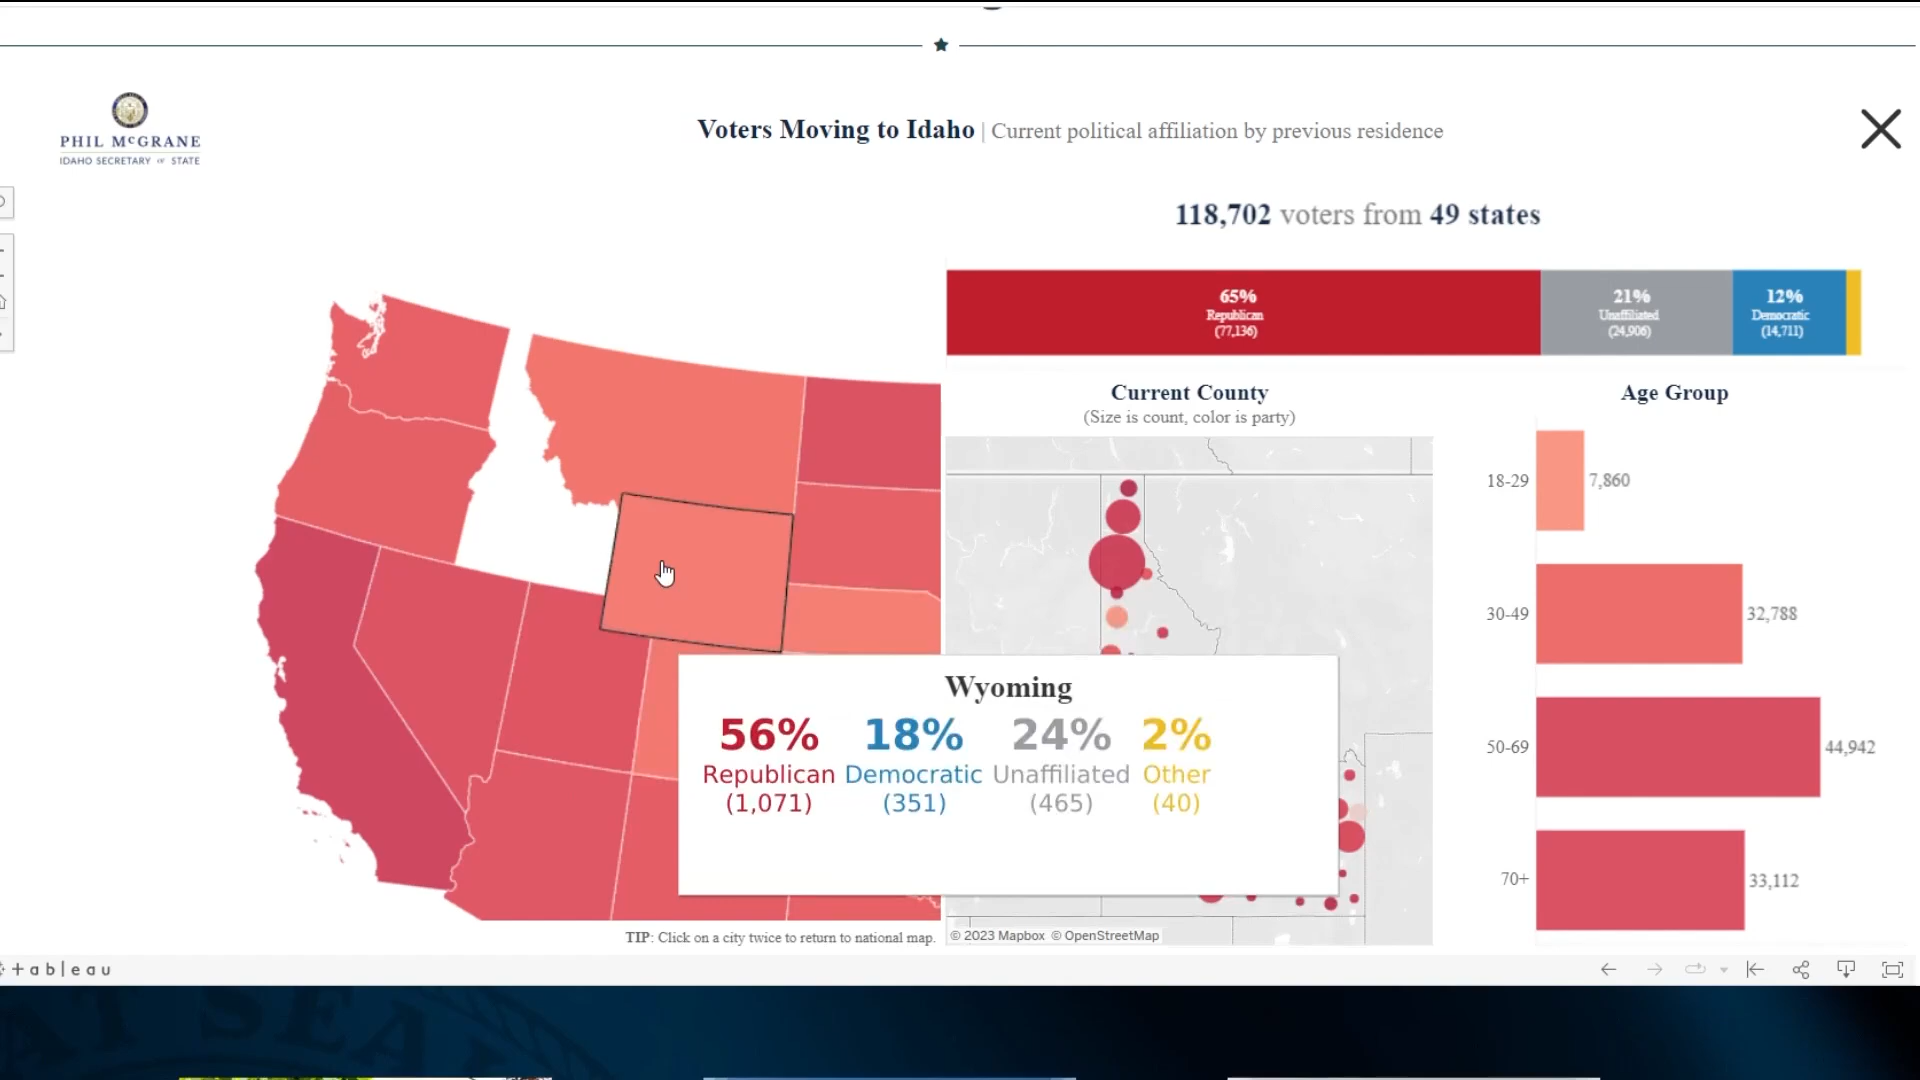 PHIL McGRANE
IDAHO SECRETARY OF STATE
Voters Moving to Idaho | Current political affiliation by previous residence
118,702 voters from 49 states
65%
Republican
(77,136)
21%
Unaffiliated
(24,906)
12%
Democratic
(14,711)
Current County
(Size is count, color is party)
Age Group
18-29
7,860
30-49
32,788
50-69
44,942
70+
33,112
Wyoming
56% 18% 24% 2%
Republican Democratic Unaffiliated Other
(1,071) (351) (465) (40)
TIP: Click on a city twice to return to national map.
© 2023 Mapbox © OpenStreetMap
+ableau
AT SEAL